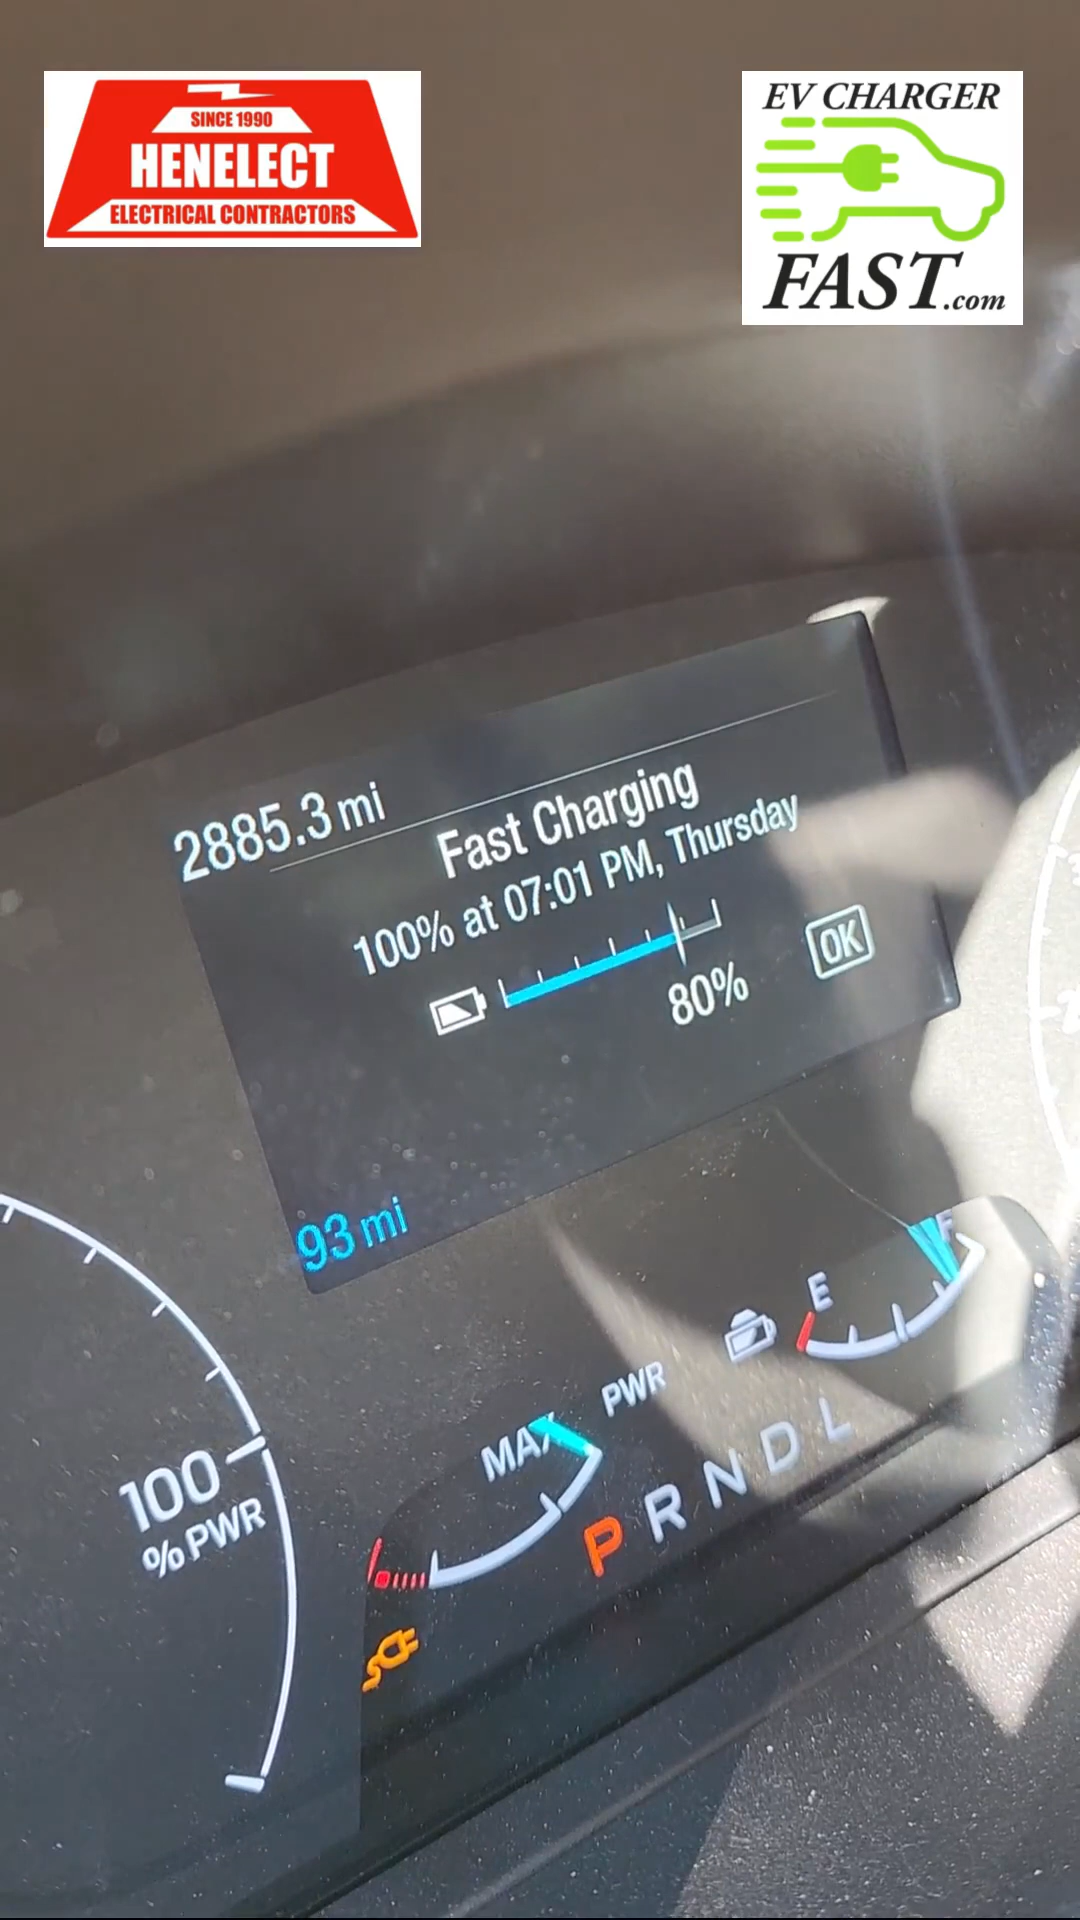 SINCE 1990
HENELECT
ELECTRICAL CONTRACTORS
EV CHARGER
FAST.com
2885.3 mi
Fast Charging
100% at 07:01 PM, Thursday
80%
OK
93 mi
E
F
PWR
MAX
P R N D L
100
% PWR